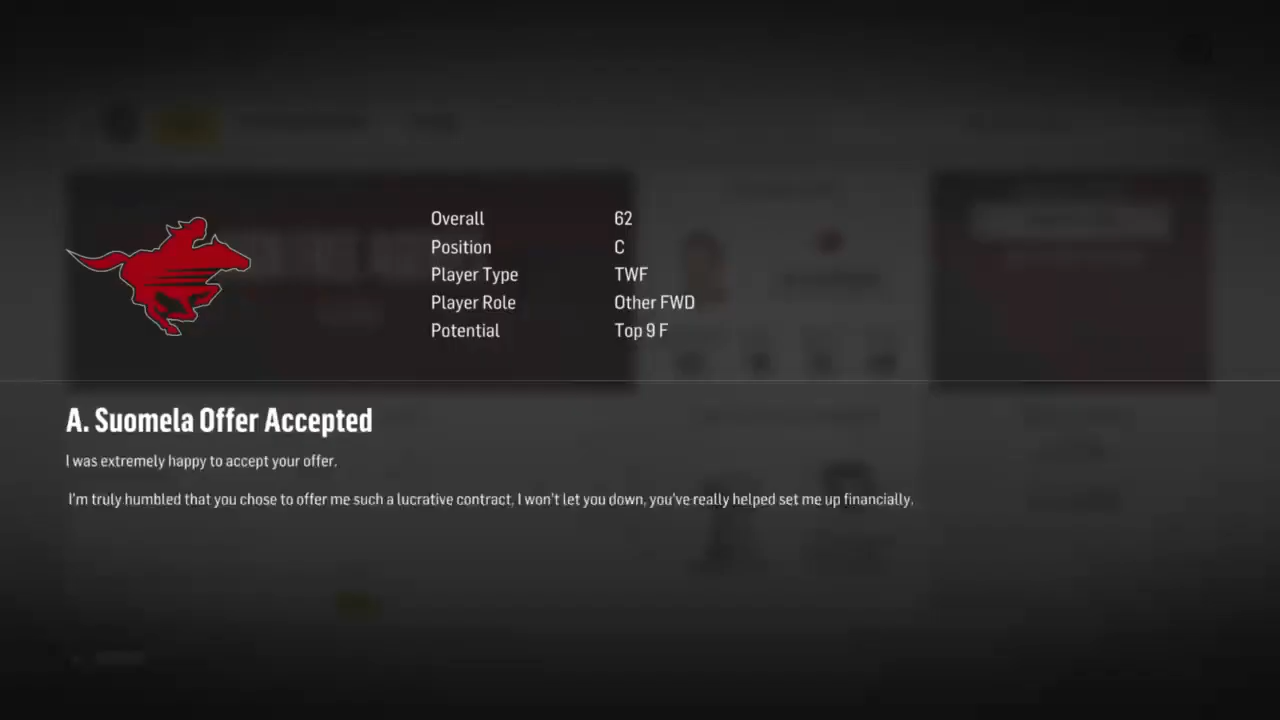 Overall 62
Position C
Player Type TWF
Player Role Other FWD
Potential Top 9 F
A. Suomela Offer Accepted
I was extremely happy to accept your offer.
I'm truly humbled that you chose to offer me such a lucrative contract, I won't let you down, you've really helped set me up financially.